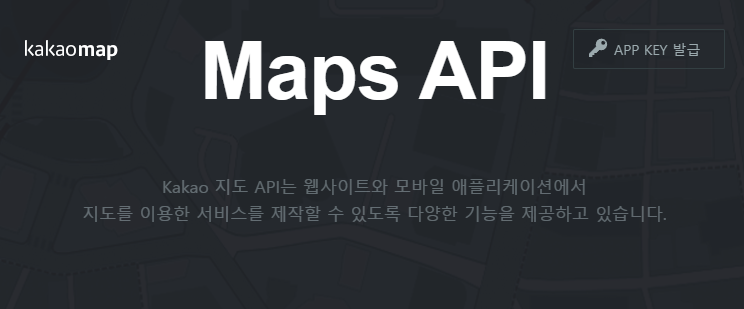 kakaomap
Maps API
APP KEY 발급
Kakao 지도 API는 웹사이트와 모바일 애플리케이션에서
지도를 이용한 서비스를 제작할 수 있도록 다양한 기능을 제공하고 있습니다.